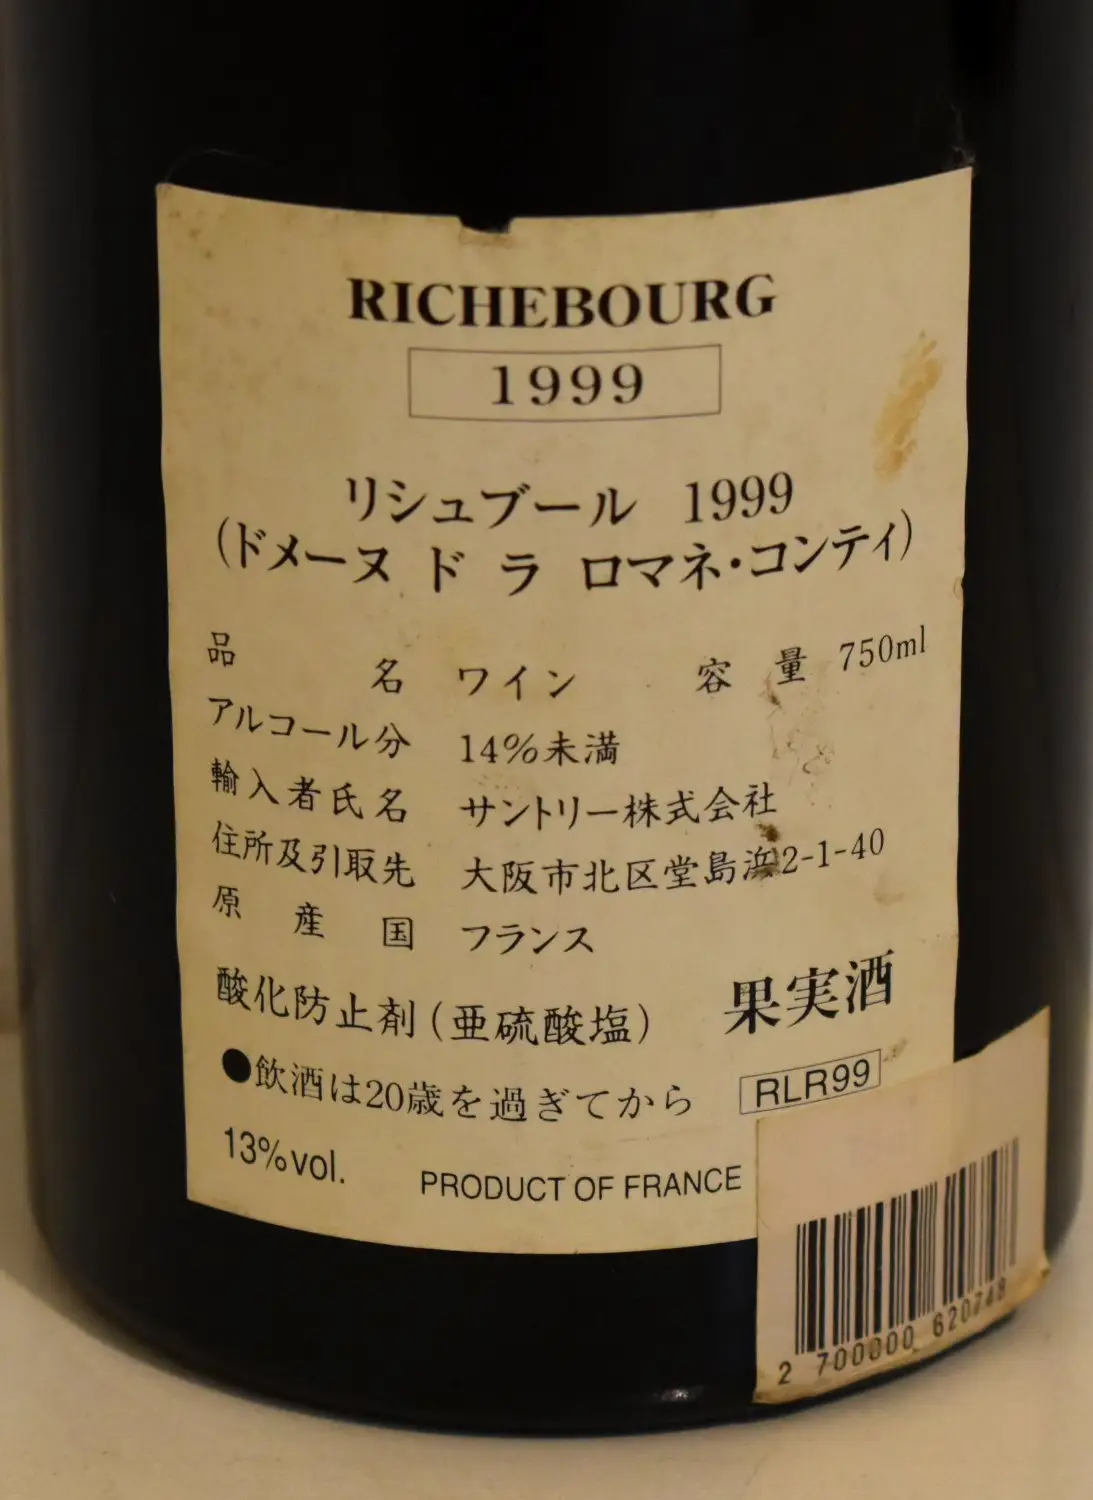 RICHEBOURG
1999
リシュブール 1999
(ドメーヌ ド ラ ロマネ・コンティ)
品名 ワイン 容量 750ml
アルコール分 14%未満
輸入者氏名 サントリー株式会社
住所及引取先 大阪市北区堂島浜2-1-40
原産国 フランス
酸化防止剤(亜硫酸塩) 果実酒
●飲酒は20歳を過ぎてから RLR99
13%vol. PRODUCT OF FRANCE
2 700000 620748